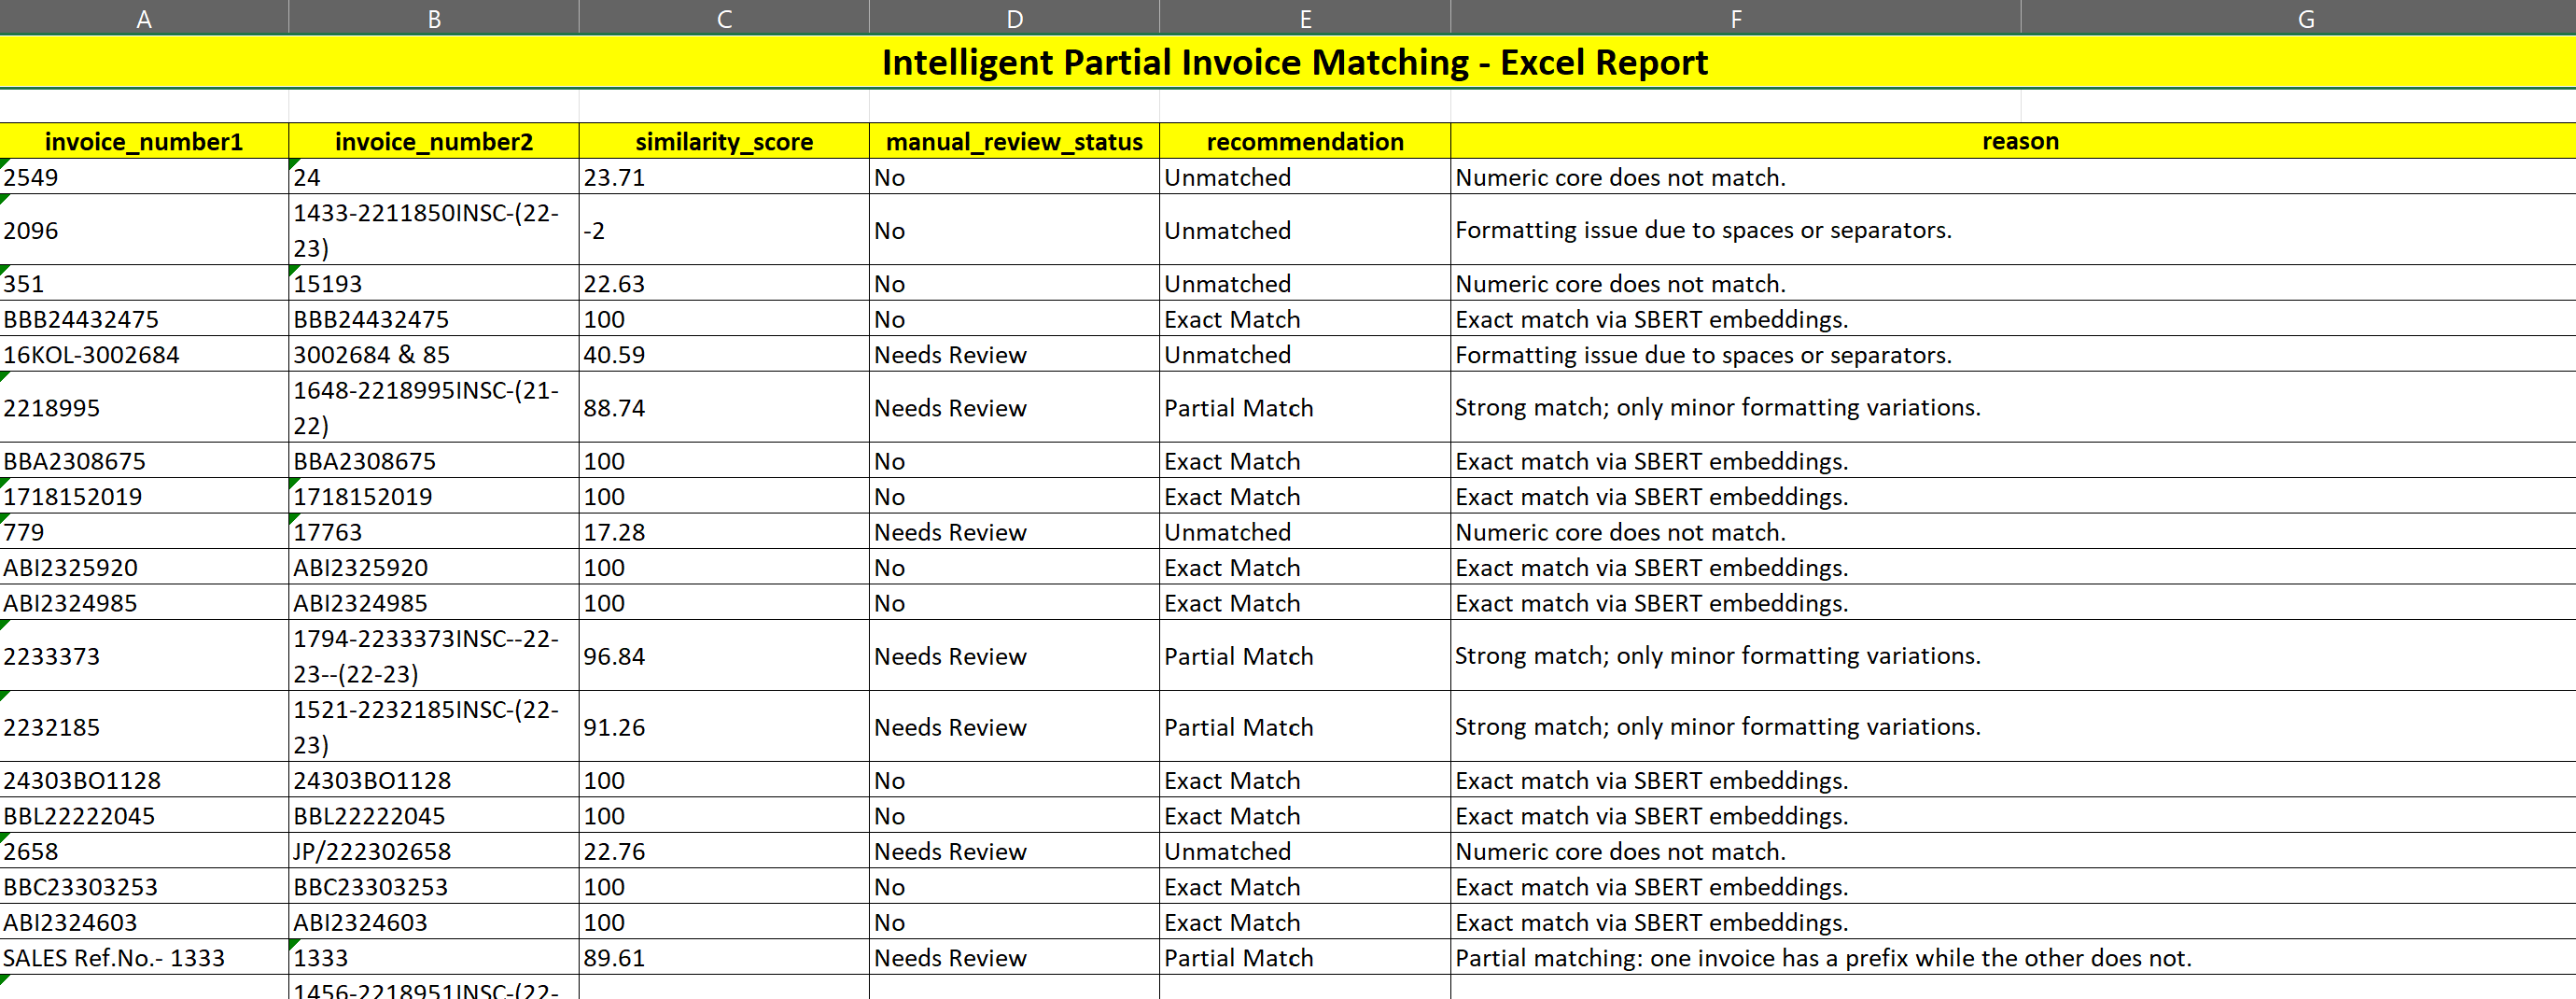 A B C D E F G
Intelligent Partial Invoice Matching - Excel Report
invoice_number1 invoice_number2 similarity_score manual_review_status recommendation reason
2549 24 23.71 No Unmatched Numeric core does not match.
2096 1433-2211850INSC-(22-
23) -2 No Unmatched Formatting issue due to spaces or separators.
351 15193 22.63 No Unmatched Numeric core does not match.
BBB24432475 BBB24432475 100 No Exact Match Exact match via SBERT embeddings.
16KOL-3002684 3002684 & 85 40.59 Needs Review Unmatched Formatting issue due to spaces or separators.
2218995 1648-2218995INSC-(21-
22) 88.74 Needs Review Partial Match Strong match; only minor formatting variations.
BBA2308675 BBA2308675 100 No Exact Match Exact match via SBERT embeddings.
1718152019 1718152019 100 No Exact Match Exact match via SBERT embeddings.
779 17763 17.28 Needs Review Unmatched Numeric core does not match.
ABI2325920 ABI2325920 100 No Exact Match Exact match via SBERT embeddings.
ABI2324985 ABI2324985 100 No Exact Match Exact match via SBERT embeddings.
2233373 1794-2233373INSC--22-
23--(22-23) 96.84 Needs Review Partial Match Strong match; only minor formatting variations.
2232185 1521-2232185INSC-(22-
23) 91.26 Needs Review Partial Match Strong match; only minor formatting variations.
24303BO1128 24303BO1128 100 No Exact Match Exact match via SBERT embeddings.
BBL22222045 BBL22222045 100 No Exact Match Exact match via SBERT embeddings.
2658 JP/222302658 22.76 Needs Review Unmatched Numeric core does not match.
BBC23303253 BBC23303253 100 No Exact Match Exact match via SBERT embeddings.
ABI2324603 ABI2324603 100 No Exact Match Exact match via SBERT embeddings.
SALES Ref.No.- 1333 1333 89.61 Needs Review Partial Match Partial matching: one invoice has a prefix while the other does not.
1456-2218951INSC-(22-